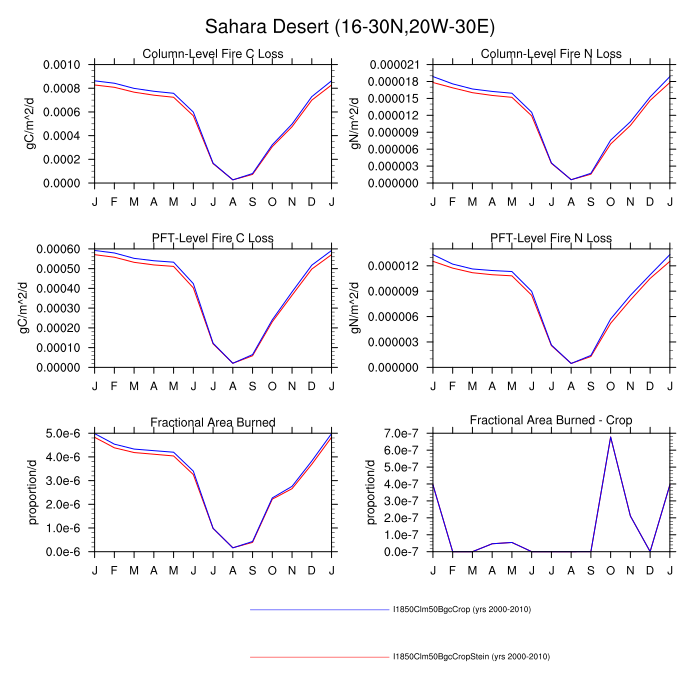 Sahara Desert (16-30N,20W-30E)
Column-Level Fire C Loss
gC/m^2/d
0.0010
0.0008
0.0006
0.0004
0.0002
0.0000
J F M A M J J A S O N D J
Column-Level Fire N Loss
gN/m^2/d
0.000021
0.000018
0.000015
0.000012
0.000009
0.000006
0.000003
0.000000
J F M A M J J A S O N D J
PFT-Level Fire C Loss
gC/m^2/d
0.00060
0.00050
0.00040
0.00030
0.00020
0.00010
0.00000
J F M A M J J A S O N D J
PFT-Level Fire N Loss
gN/m^2/d
0.000012
0.000009
0.000006
0.000003
0.000000
J F M A M J J A S O N D J
Fractional Area Burned
proportion/d
5.0e-6
4.0e-6
3.0e-6
2.0e-6
1.0e-6
0.0e-6
J F M A M J J A S O N D J
Fractional Area Burned - Crop
proportion/d
7.0e-7
6.0e-7
5.0e-7
4.0e-7
3.0e-7
2.0e-7
1.0e-7
0.0e-7
J F M A M J J A S O N D J
I1850Clm50BgcCrop (yrs 2000-2010)
I1850Clm50BgcCropStein (yrs 2000-2010)